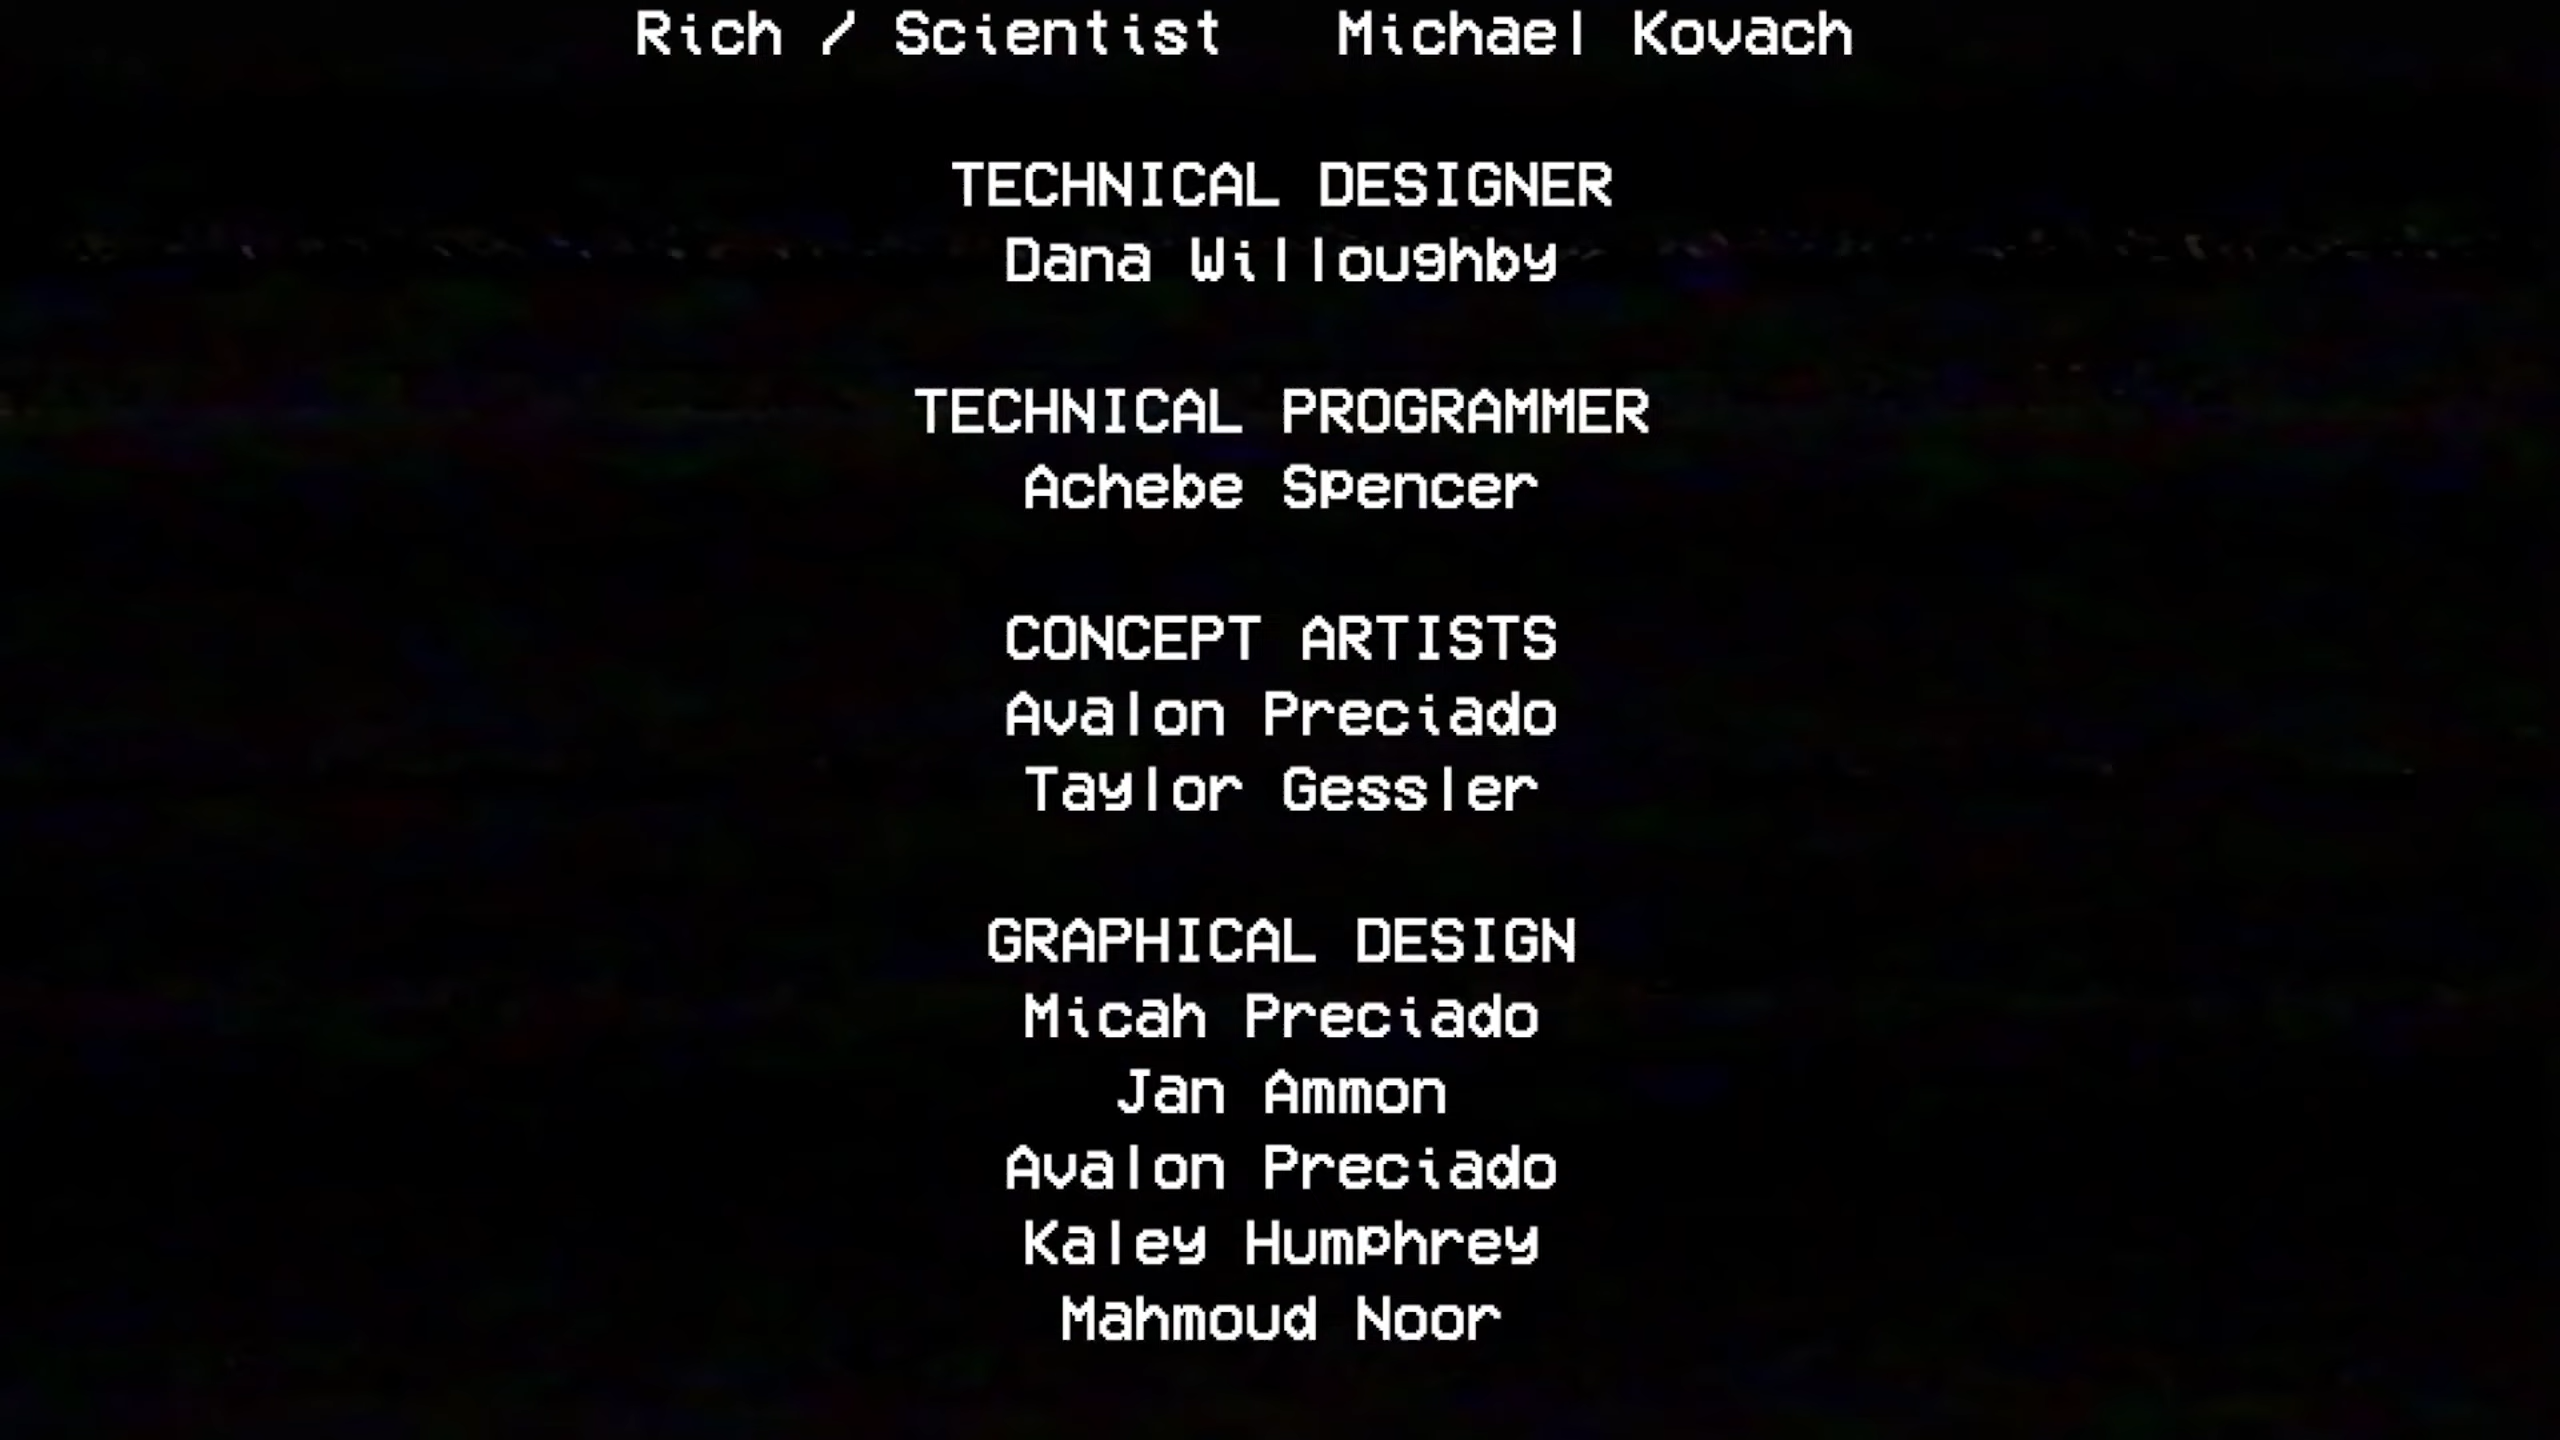 Rich / Scientist   Michael Kovach
TECHNICAL DESIGNER
Dana Willoughby
TECHNICAL PROGRAMMER
Achebe Spencer
CONCEPT ARTISTS
Avalon Preciado
Taylor Gessler
GRAPHICAL DESIGN
Micah Preciado
Jan Ammon
Avalon Preciado
Kaley Humphrey
Mahmoud Noor